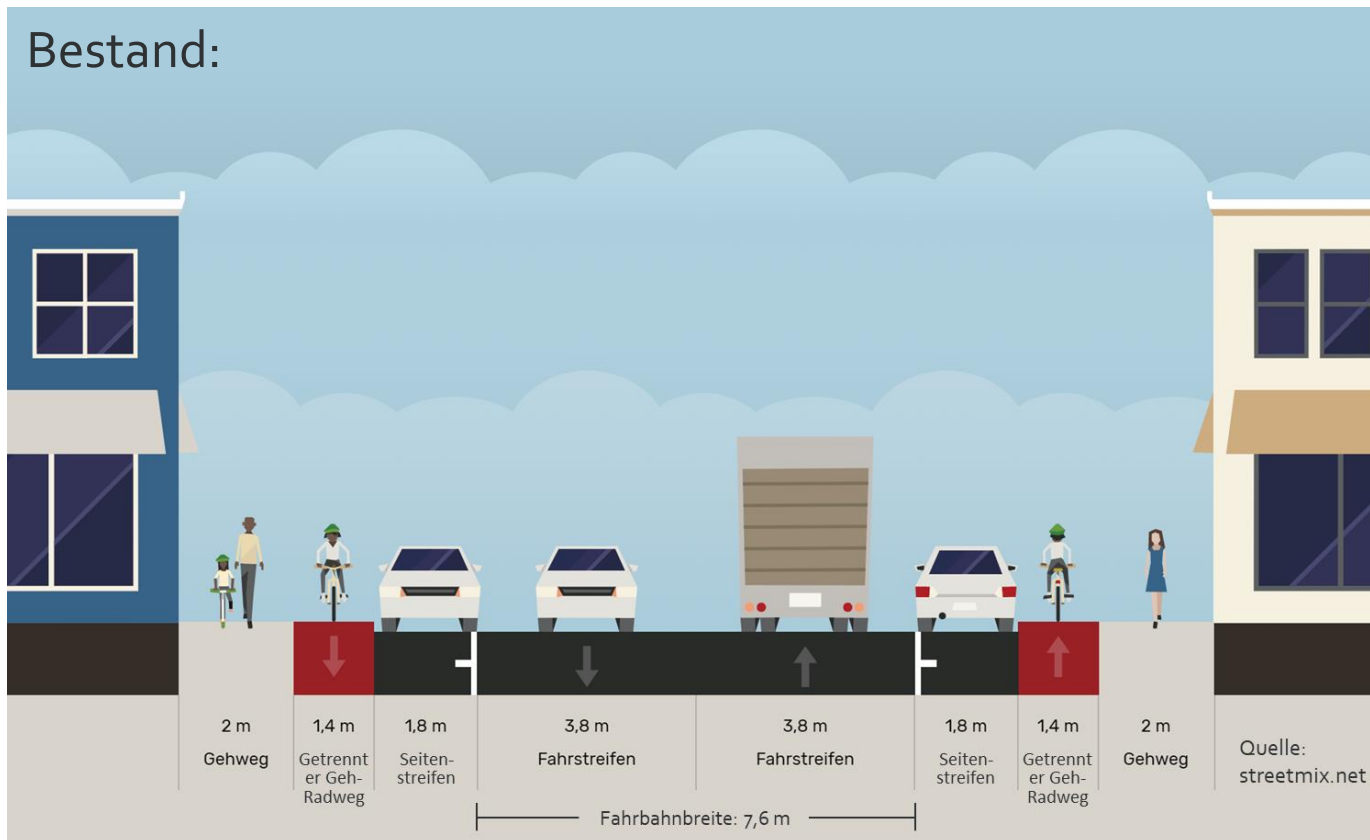 Bestand:
2 m
Gehweg
1,4 m
Getrennt
er Geh-
Radweg
1,8 m
Seiten-
streifen
3,8 m
Fahrstreifen
3,8 m
Fahrstreifen
1,8 m
Seiten-
streifen
1,4 m
Getrennt
er Geh-
Radweg
2 m
Gehweg
Quelle:
streetmix.net
Fahrbahnbreite: 7,6 m